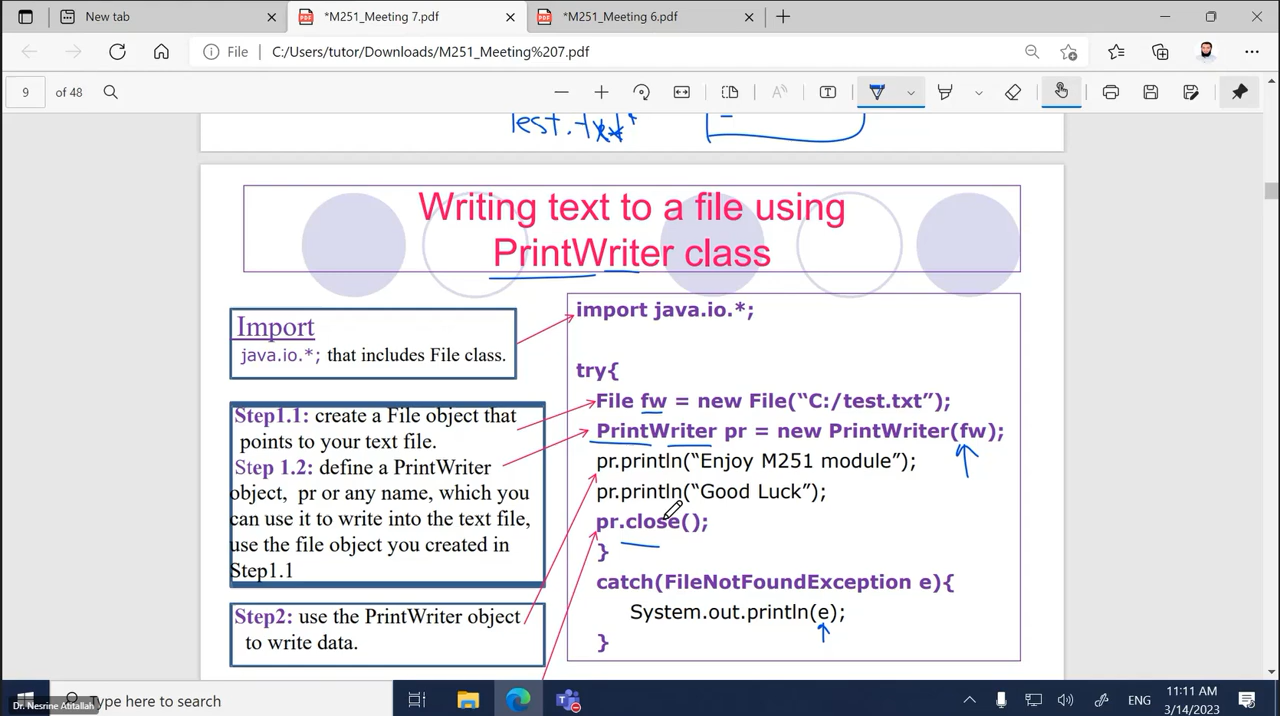 New tab
*M251_Meeting 7.pdf
*M251_Meeting 6.pdf
File
C:/Users/tutor/Downloads/M251_Meeting%207.pdf
9 of 48
Test.txt
Writing text to a file using
PrintWriter class
Import
java.io.*; that includes File class.
Step1.1: create a File object that
points to your text file.
Step 1.2: define a PrintWriter
object, pr or any name, which you
can use it to write into the text file,
use the file object you created in
Step1.1
Step2: use the PrintWriter object
to write data.
import java.io.*;
try{
File fw = new File(“C:/test.txt”);
PrintWriter pr = new PrintWriter(fw);
pr.println(“Enjoy M251 module”);
pr.println(“Good Luck”);
pr.close();
}
catch(FileNotFoundException e){
System.out.println(e);
}
Type here to search
Dr. Nesrine Atitallah
ENG
11:11 AM
3/14/2023